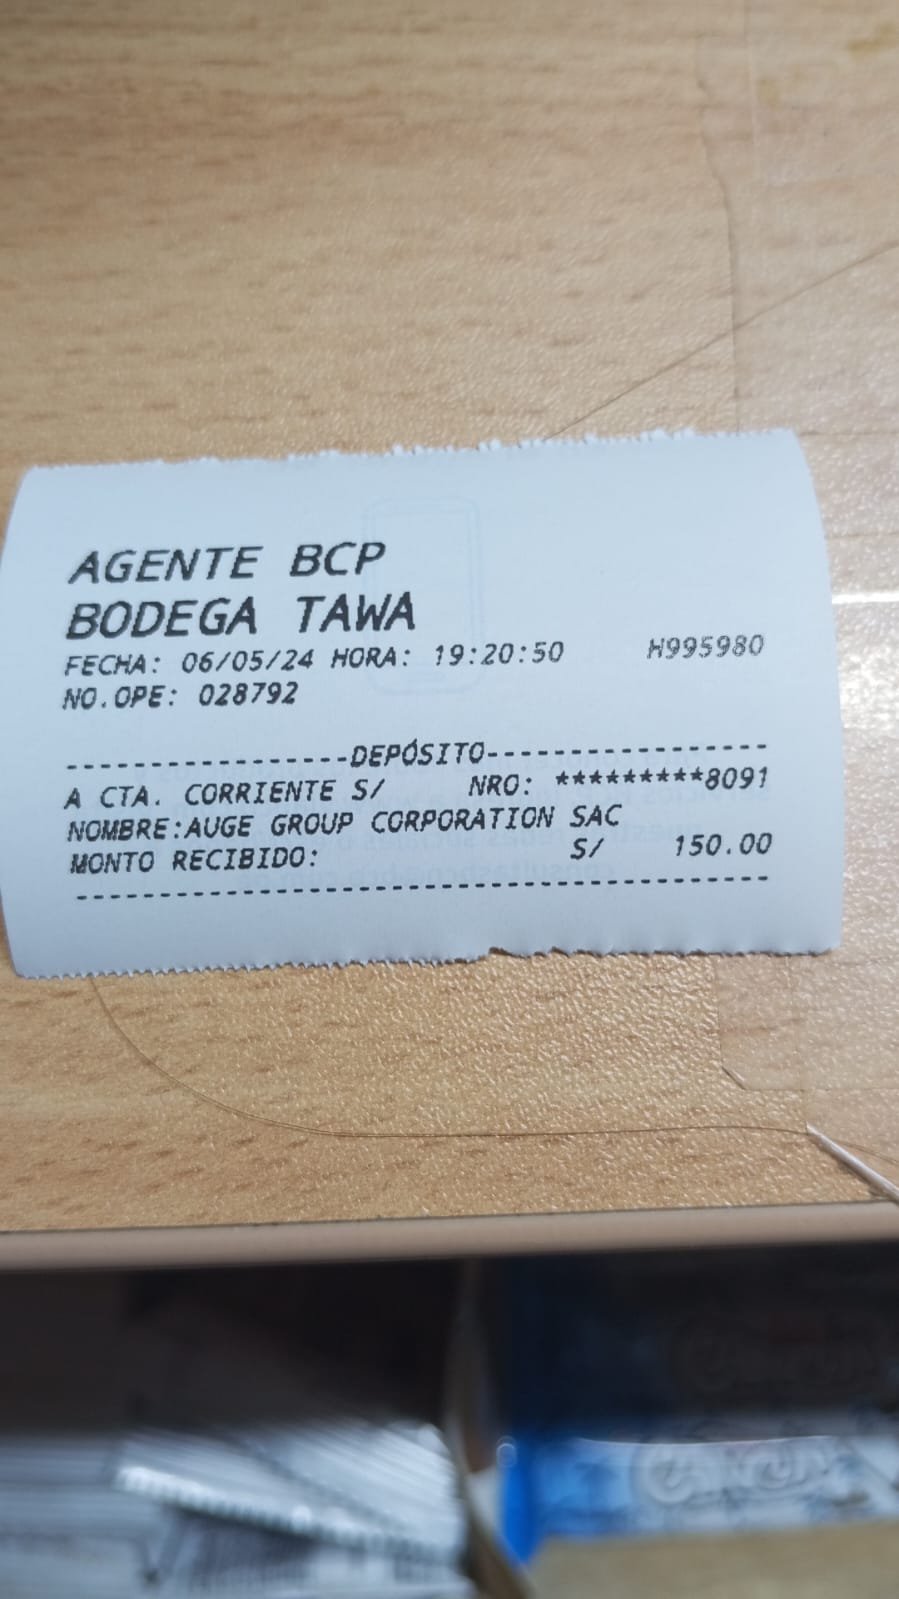 AGENTE BCP
BODEGA TAWA
FECHA: 06/05/24 HORA: 19:20:50 H995980
NO.OPE: 028792
-----------------DEPÓSITO-----------------
A CTA. CORRIENTE S/ NRO: *********8091
NOMBRE:AUGE GROUP CORPORATION SAC
MONTO RECIBIDO: S/ 150.00
------------------------------------------